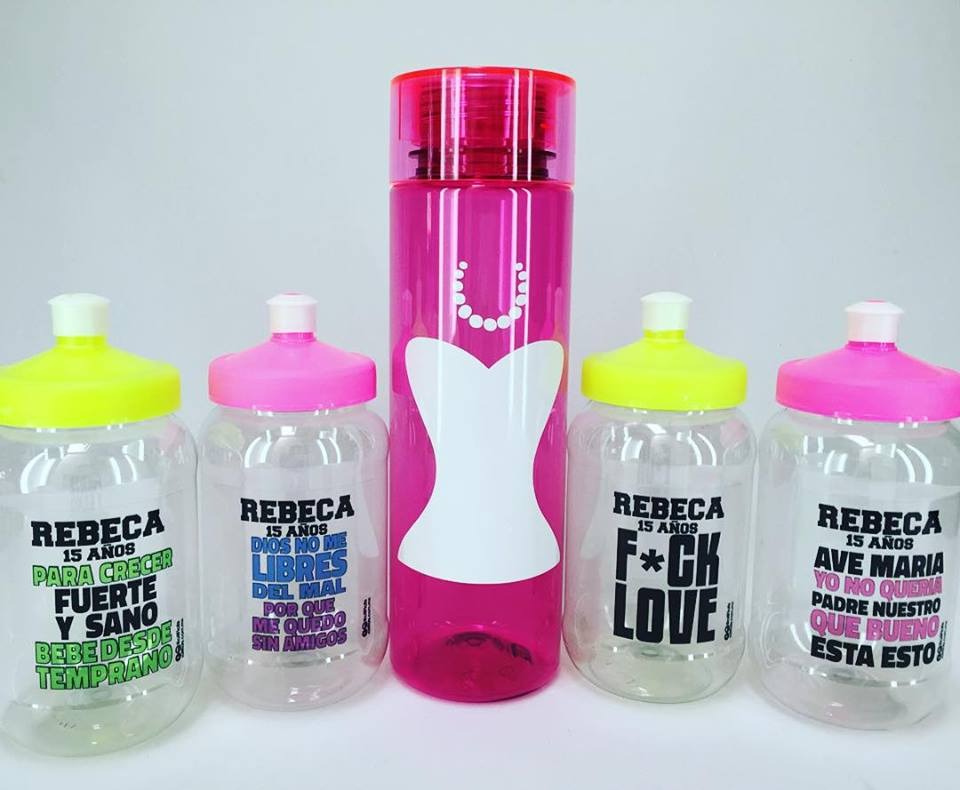 REBECA
15 AÑOS
PARA CRECER
FUERTE
Y SANO
BEBE DESDE
TEMPRANO
REBECA
15 AÑOS
DIOS NO ME
LIBRES
DEL MAL
POR QUE
ME QUEDO
SIN AMIGOS
REBECA
15 AÑOS
F*CK
LOVE
REBECA
15 AÑOS
AVE MARIA
YO NO QUERIA
PADRE NUESTRO
QUE BUENO
ESTA ESTO